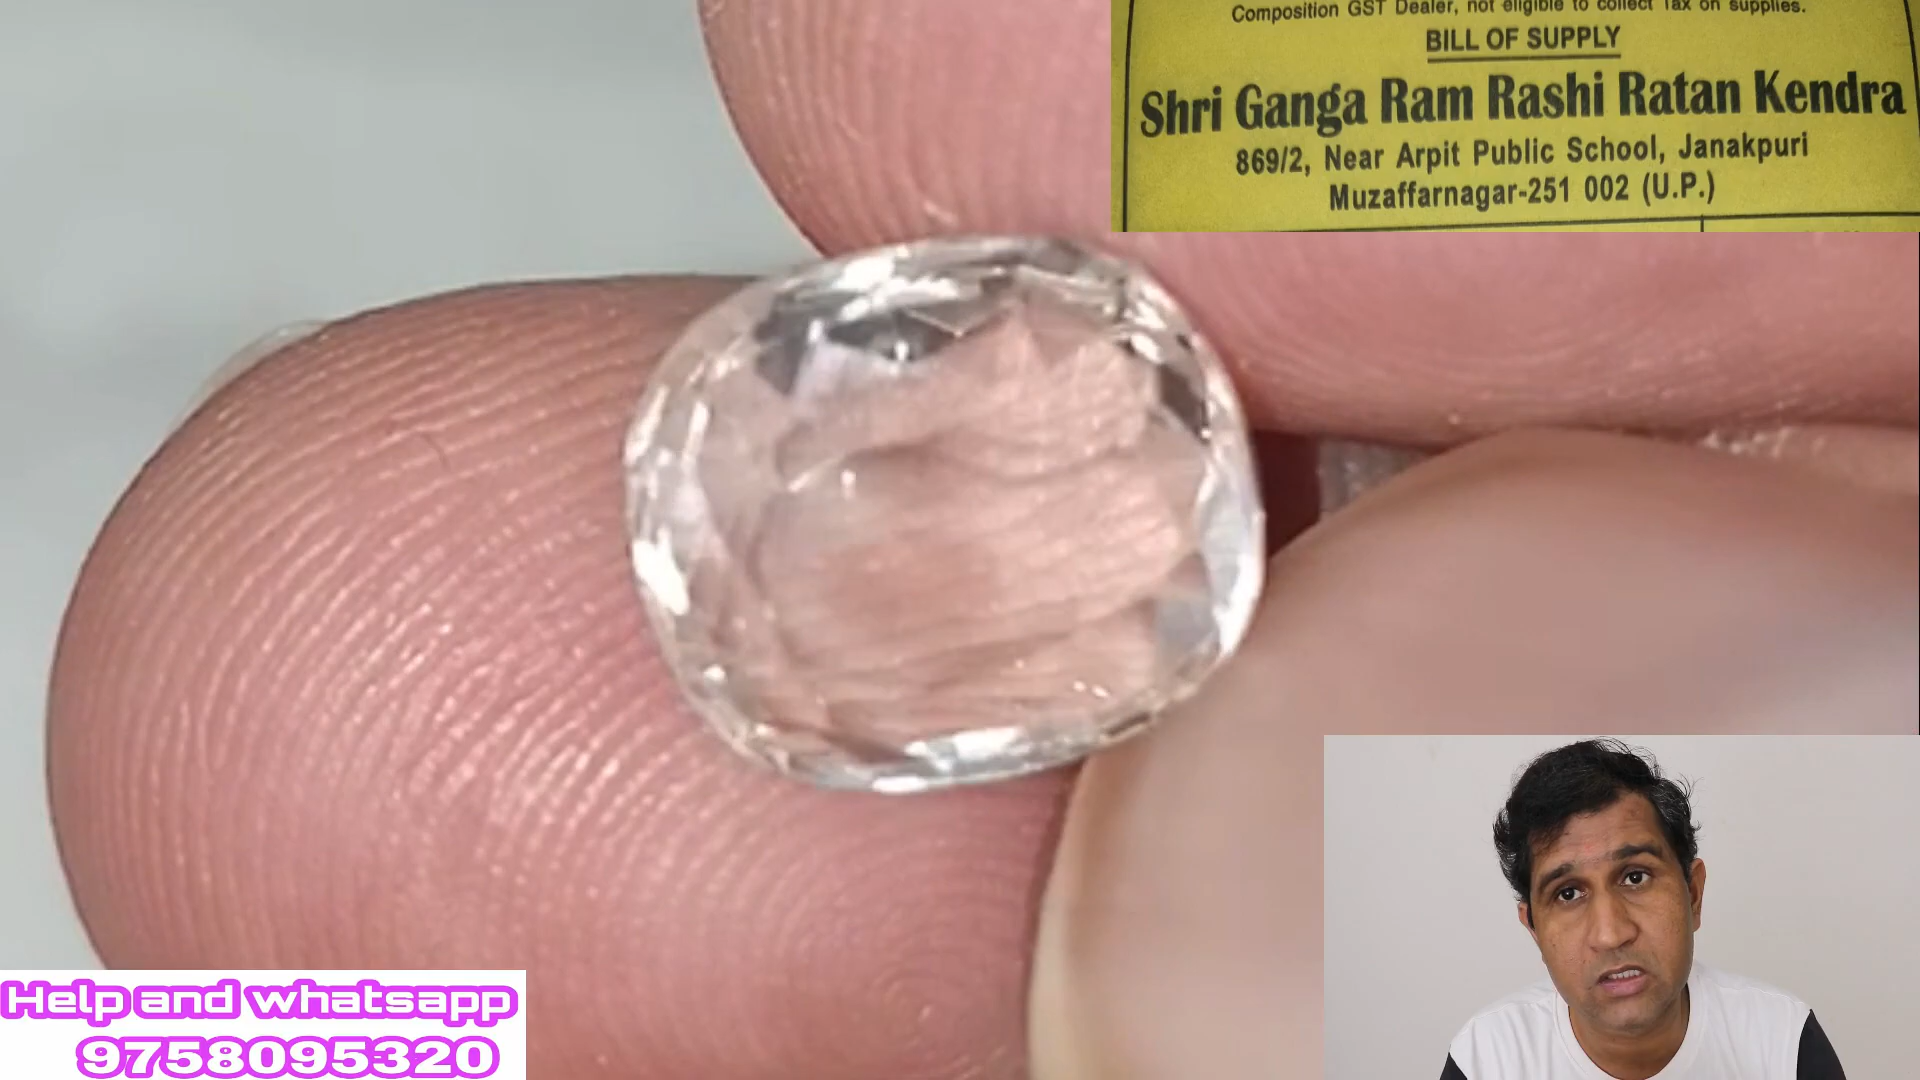 Composition GST Dealer, not eligible to collect Tax on supplies.
BILL OF SUPPLY
Shri Ganga Ram Rashi Ratan Kendra
869/2, Near Arpit Public School, Janakpuri
Muzaffarnagar-251 002 (U.P.)
Help and whatsapp
9758095320